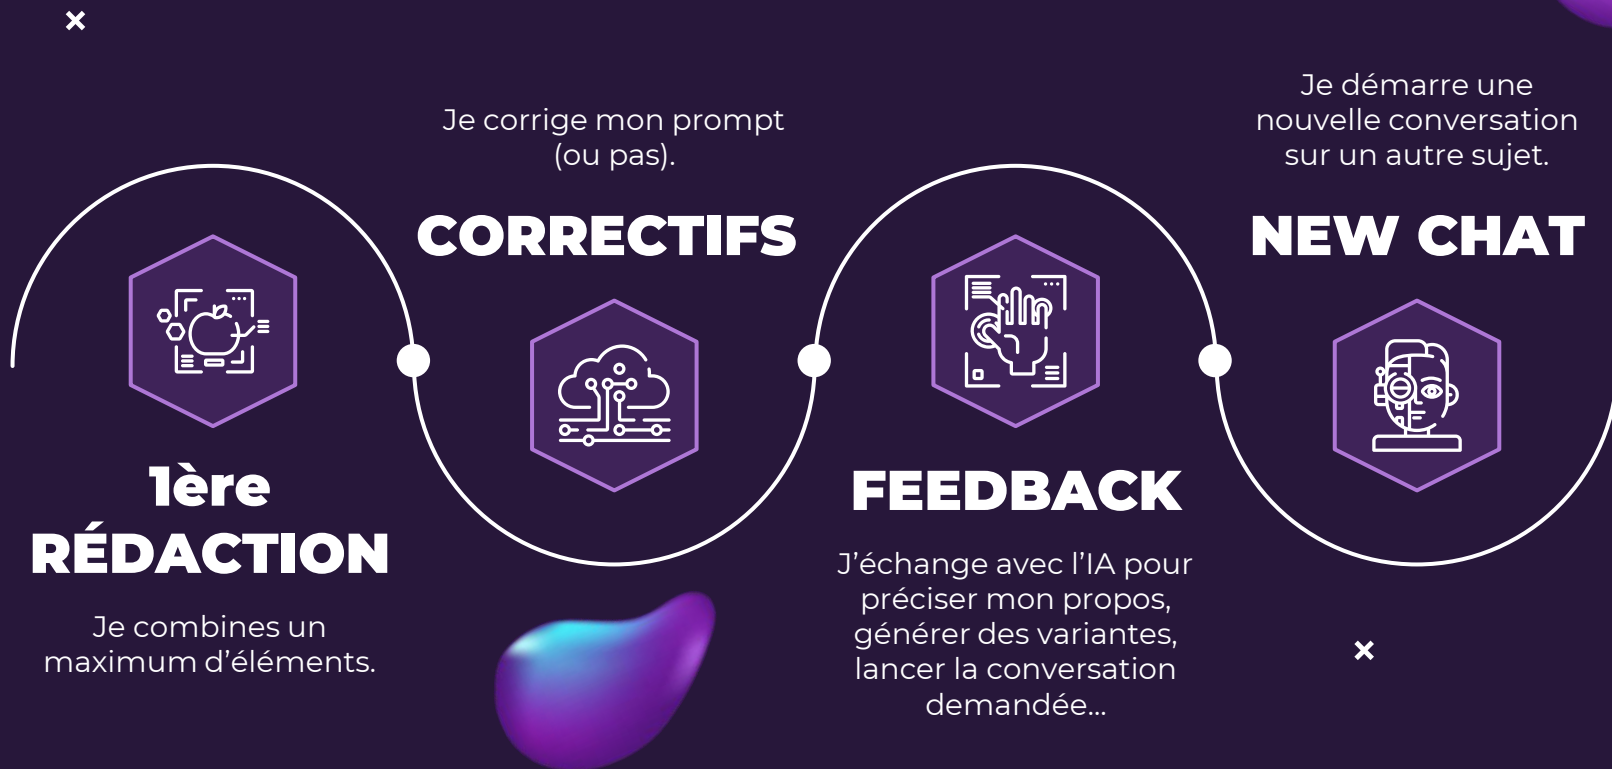 1ère
RÉDACTION
Je combines un
maximum d’éléments.
Je corrige mon prompt
(ou pas).
CORRECTIFS
FEEDBACK
J’échange avec l’IA pour
préciser mon propos,
générer des variantes,
lancer la conversation
demandée...
Je démarre une
nouvelle conversation
sur un autre sujet.
NEW CHAT